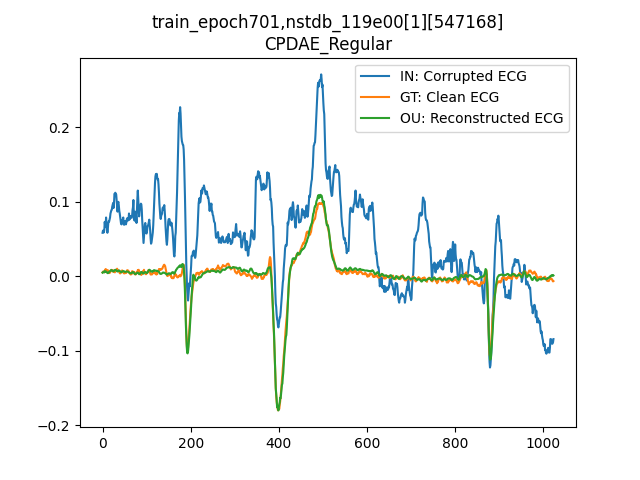 train_epoch701,nstdb_119e00[1][547168]
CPDAE_Regular
IN: Corrupted ECG
GT: Clean ECG
OU: Reconstructed ECG
0.2
0.1
0.0
−0.1
−0.2
0 200 400 600 800 1000